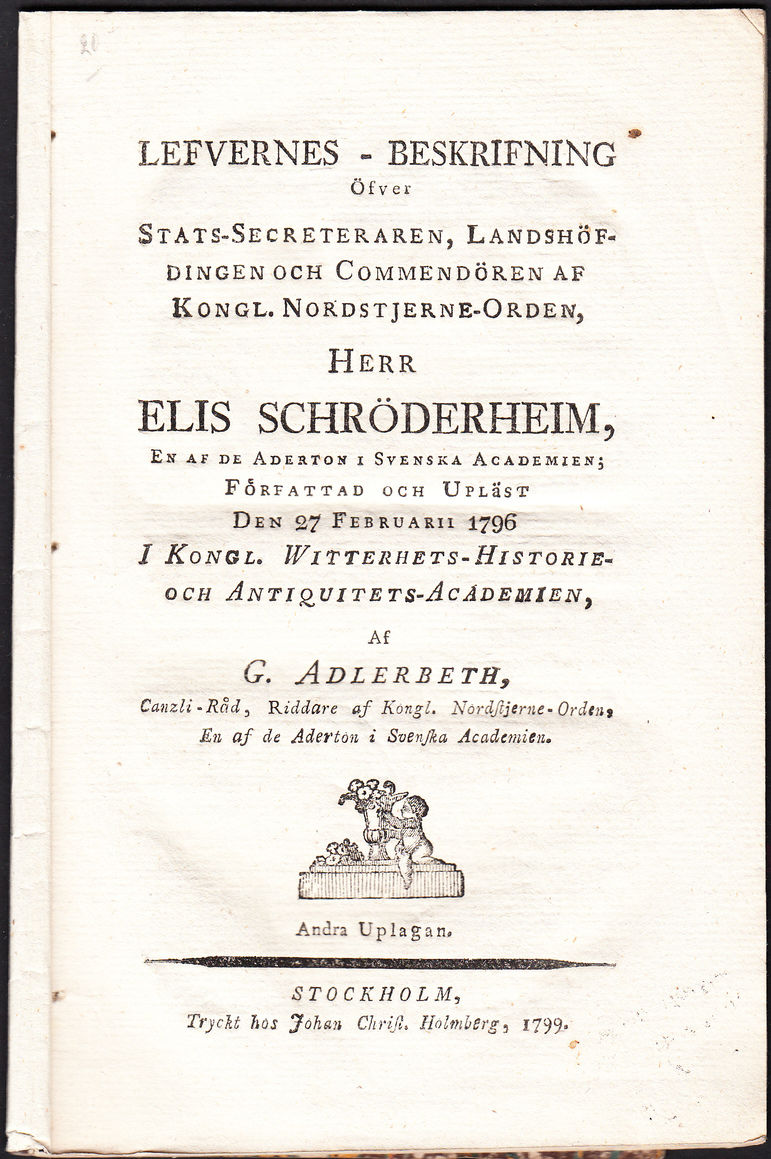 20
LEFVERNES - BESKRIFNING
Öfver
STATS-SECRETERAREN, LANDSHÖF-
DINGEN OCH COMMENDÖREN AF
KONGL. NORDSTJERNE-ORDEN,
HERR
ELIS SCHRÖDERHEIM,
EN AF DE ADERTON I SVENSKA ACADEMIEN;
FÖRFATTAD OCH UPLÄST
DEN 27 FEBRUARII 1796
I KONGL. WITTERHETS-HISTORIE-
OCH ANTIQUITETS-ACADEMIEN,
Af
G. ADLERBETH,
Canzli-Råd, Riddare af Kongl. Nordſtjerne-Orden,
En af de Aderton i Svenſka Academien.
Andra Uplagan.
STOCKHOLM,
Tryckt hos Johan Chriſt. Holmberg, 1799.